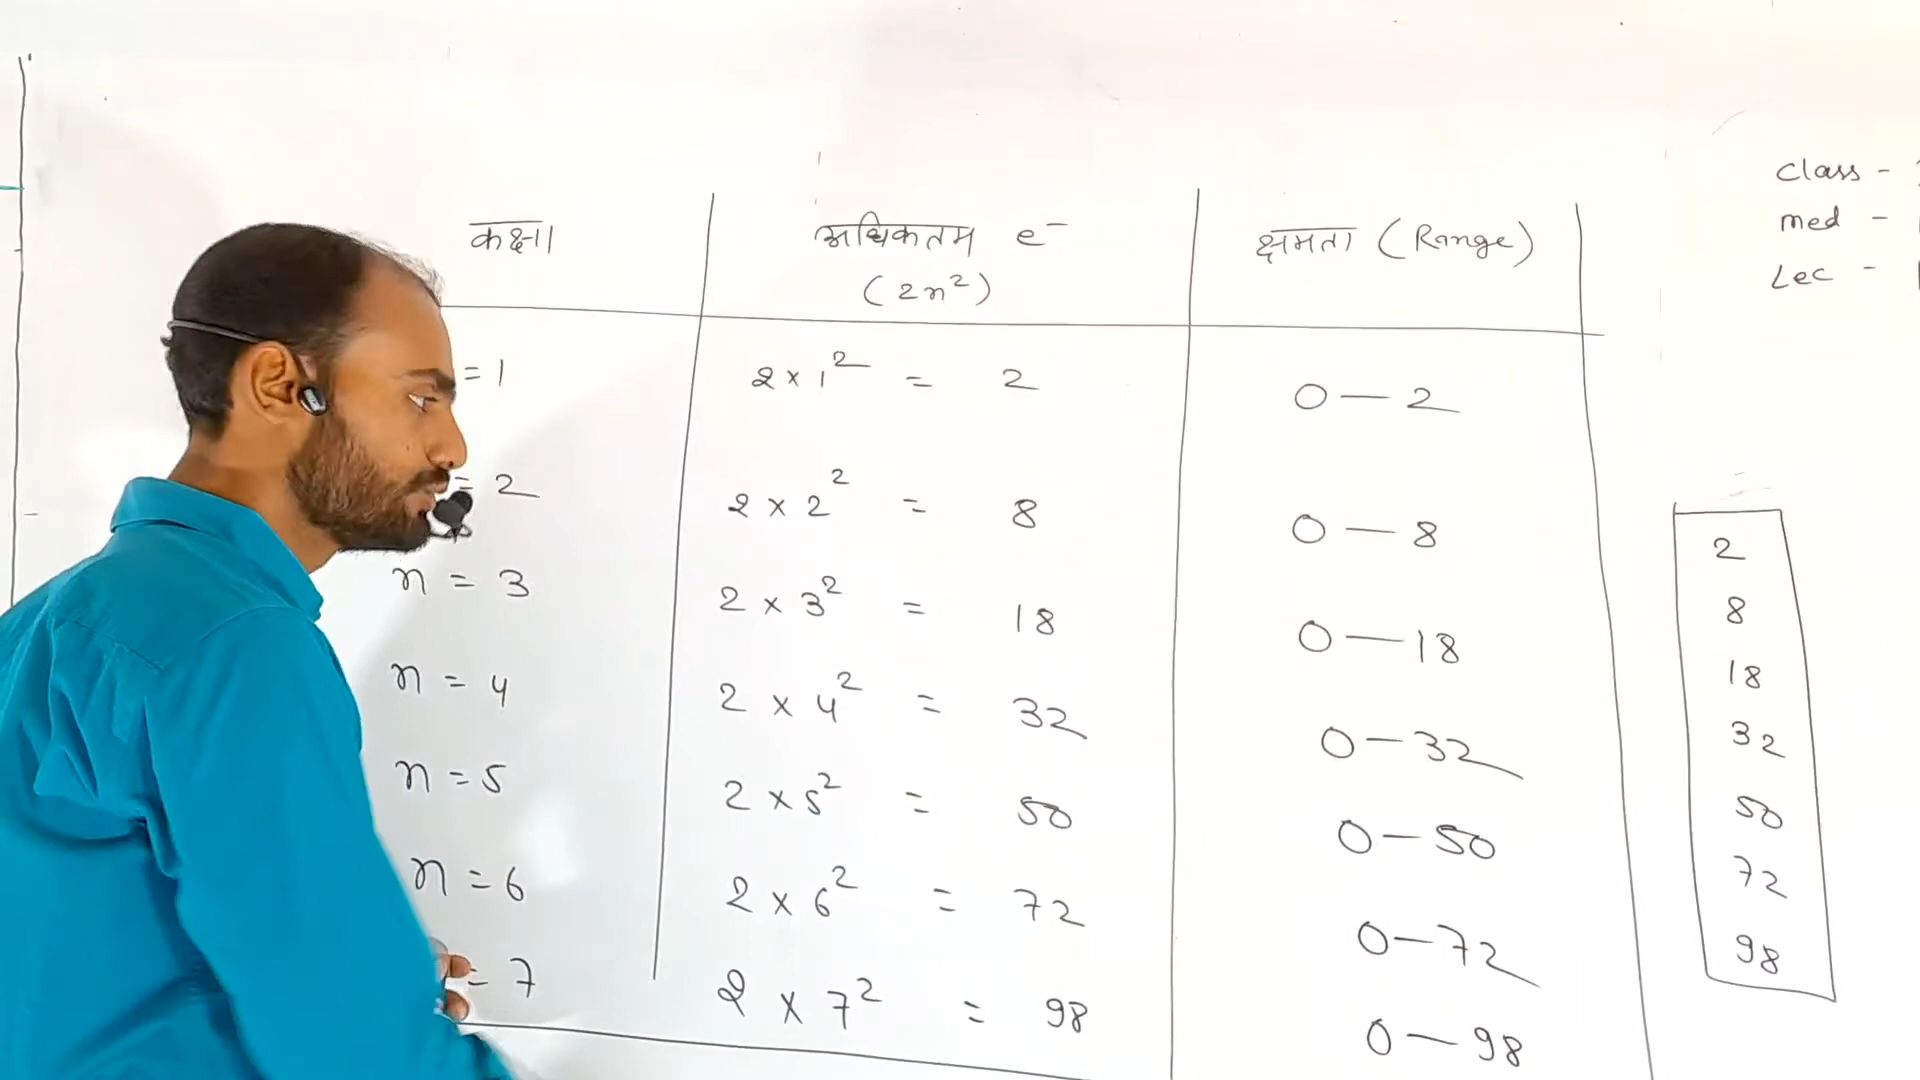 Class -
med -
Lec -
कक्षा अधिकतम e⁻ क्षमता (Range)
(2n²)
= 1 2 × 1² = 2 0 — 2
= 2 2 × 2² = 8 0 — 8
n = 3 2 × 3² = 18 0 — 18
n = 4 2 × 4² = 32 0 — 32
n = 5 2 × 5² = 50 0 — 50
n = 6 2 × 6² = 72 0 — 72
= 7 2 × 7² = 98 0 — 98
2
8
18
32
50
72
98